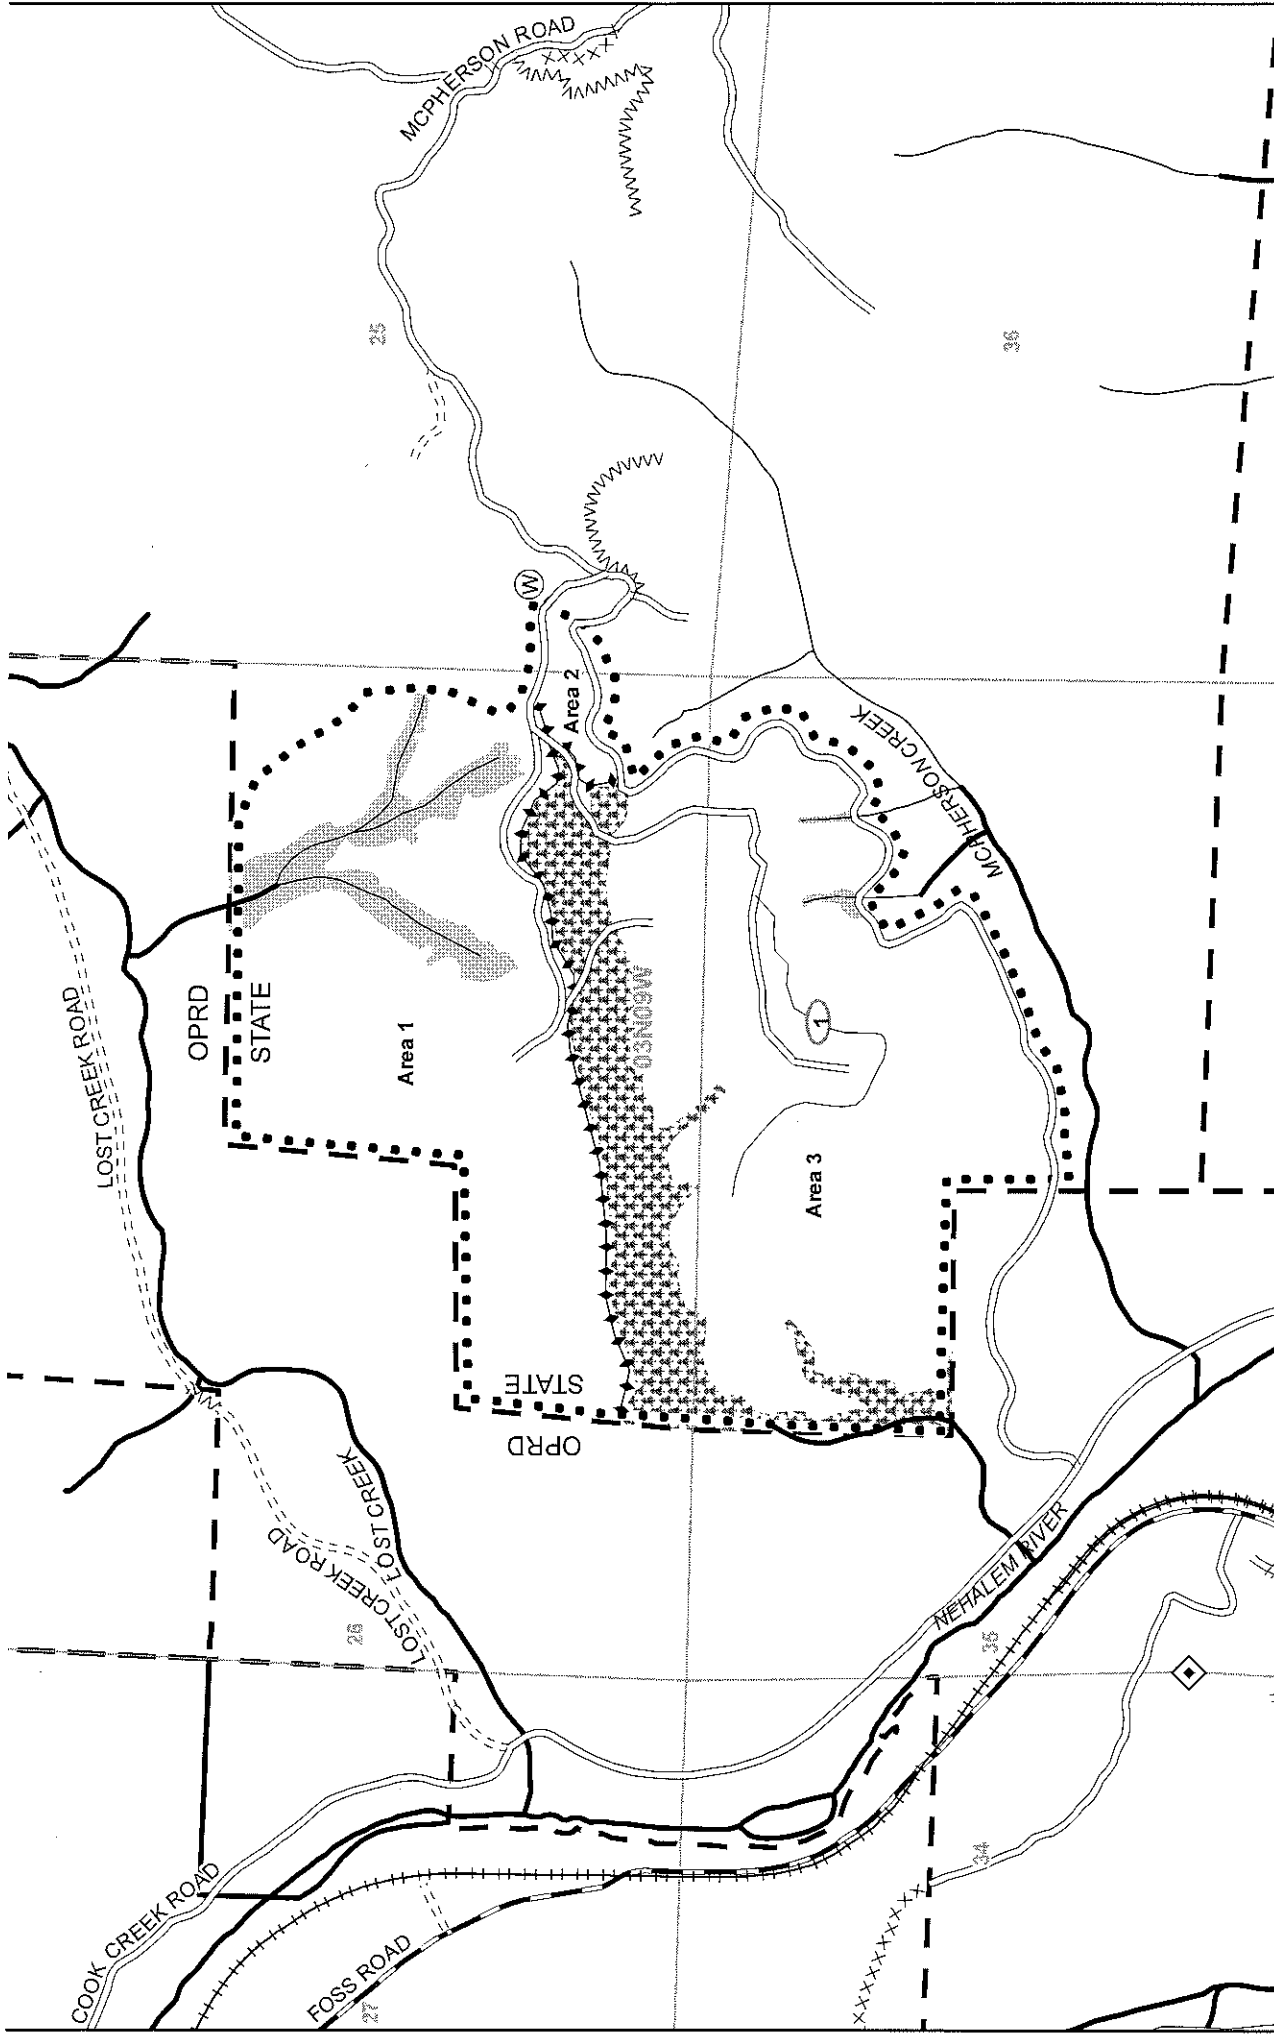 MCPHERSON ROAD
25
36
W
Area 2
MCPHERSON CREEK
LOST CREEK ROAD
OPRD
STATE
Area 1
03N09W
1
Area 3
STATE
OPRD
LOST CREEK
LOST CREEK ROAD
26
NEHALEM RIVER
35
COOK CREEK ROAD
34
FOSS ROAD
27